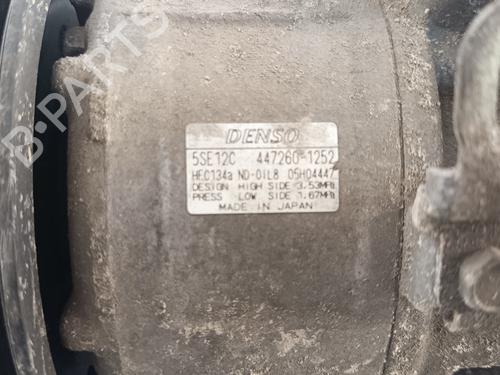 B-PARTS
DENSO
5SE12C 447260-1252
HFC134a ND-OIL8 05H04447
DESIGN HIGH SIDE 3.53MPa
PRESS LOW SIDE 1.67MPa
MADE IN JAPAN